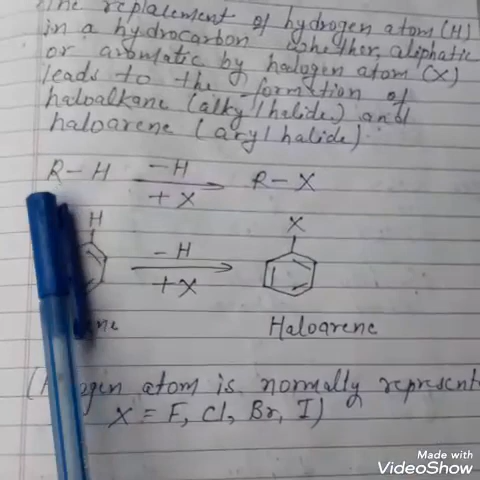 The replacement of hydrogen atom (H)
in a hydrocarbon whether, aliphatic
or aromatic by halogen atom (X)
leads to the formation of
haloalkane (alkyl halide) and
haloarene (aryl halide).
R-H -H +X R-X
H -H +X X
Haloarene
atom is normally represent
X = F, Cl, Br, I)
Made with
VideoShow